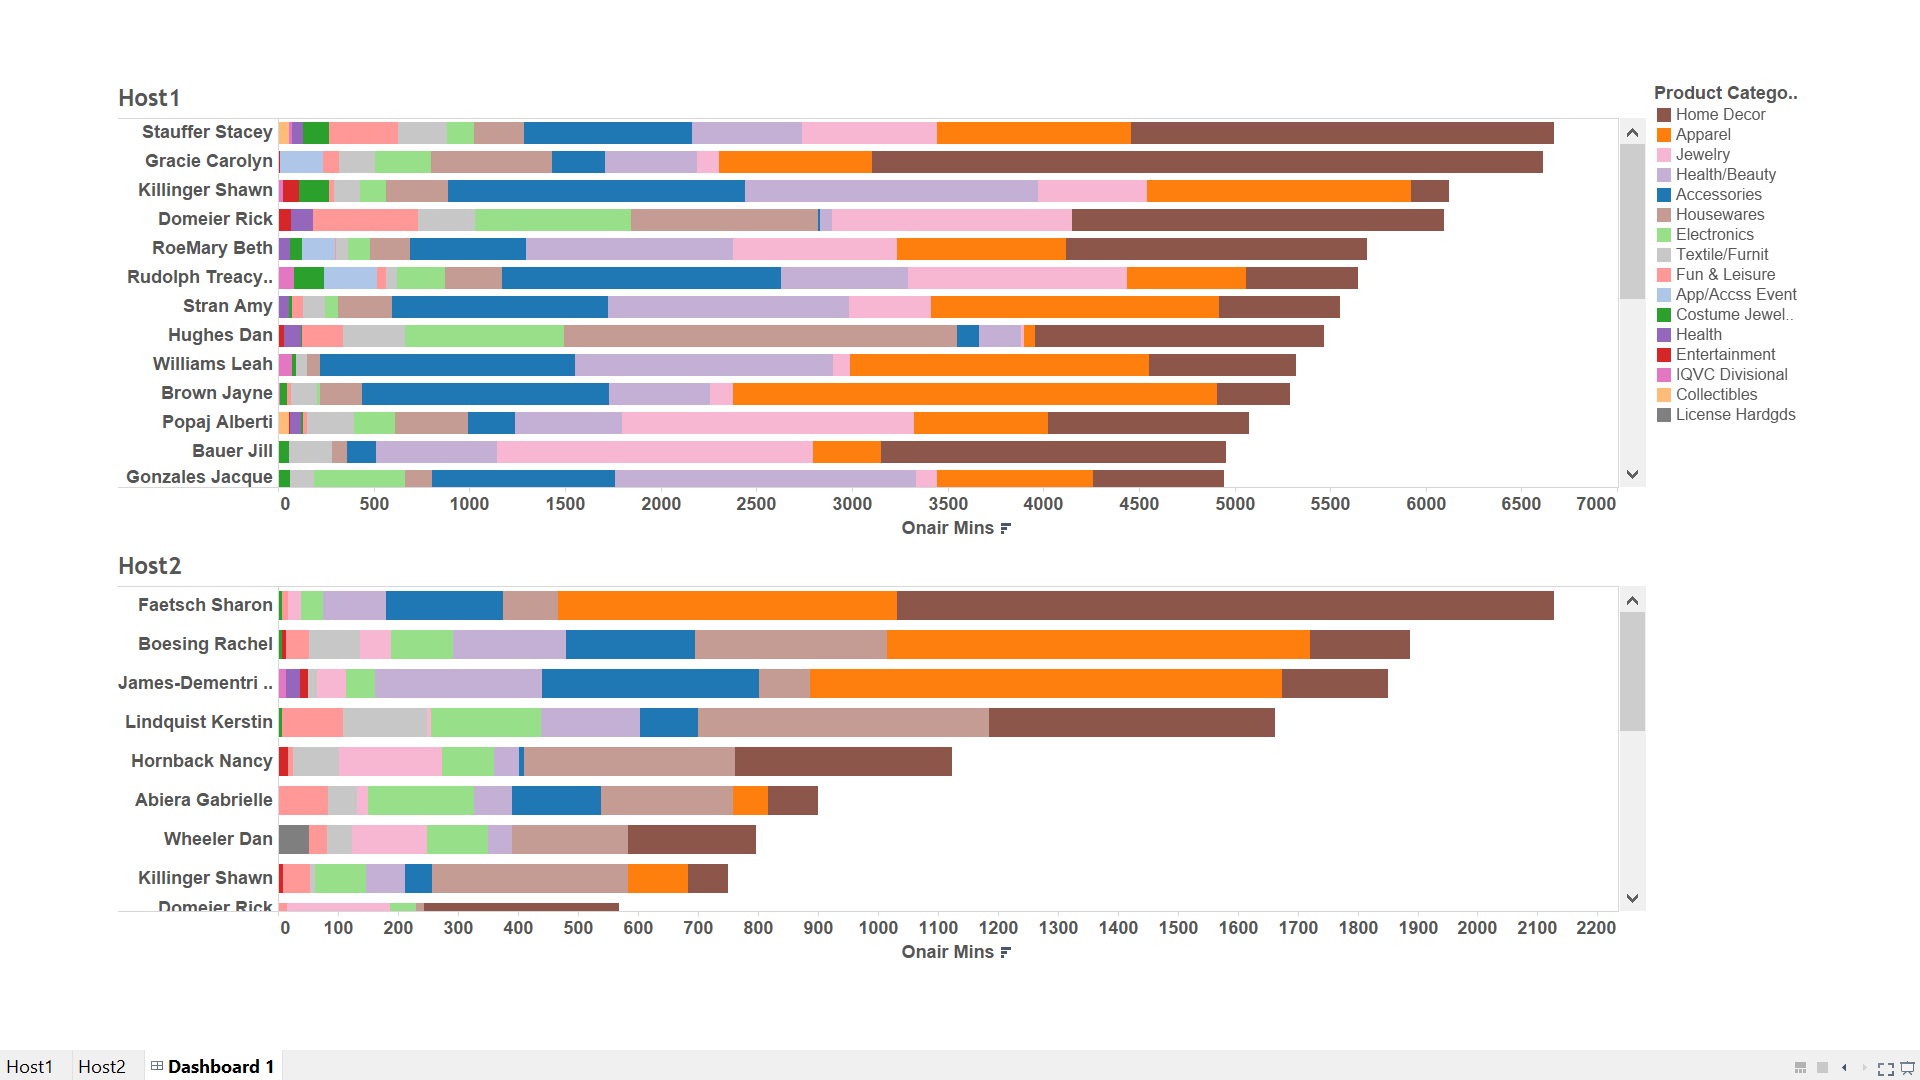 Host1
Stauffer Stacey
Gracie Carolyn
Killinger Shawn
Domeier Rick
RoeMary Beth
Rudolph Treacy..
Stran Amy
Hughes Dan
Williams Leah
Brown Jayne
Popaj Alberti
Bauer Jill
Gonzales Jacque
0 500 1000 1500 2000 2500 3000 3500 4000 4500 5000 5500 6000 6500 7000
Onair Mins
Product Catego..
Home Decor
Apparel
Jewelry
Health/Beauty
Accessories
Housewares
Electronics
Textile/Furnit
Fun & Leisure
App/Accss Event
Costume Jewel..
Health
Entertainment
IQVC Divisional
Collectibles
License Hardgds
Host2
Faetsch Sharon
Boesing Rachel
James-Dementri ..
Lindquist Kerstin
Hornback Nancy
Abiera Gabrielle
Wheeler Dan
Killinger Shawn
Domeier Rick
0 100 200 300 400 500 600 700 800 900 1000 1100 1200 1300 1400 1500 1600 1700 1800 1900 2000 2100 2200
Onair Mins
Host1 Host2 Dashboard 1